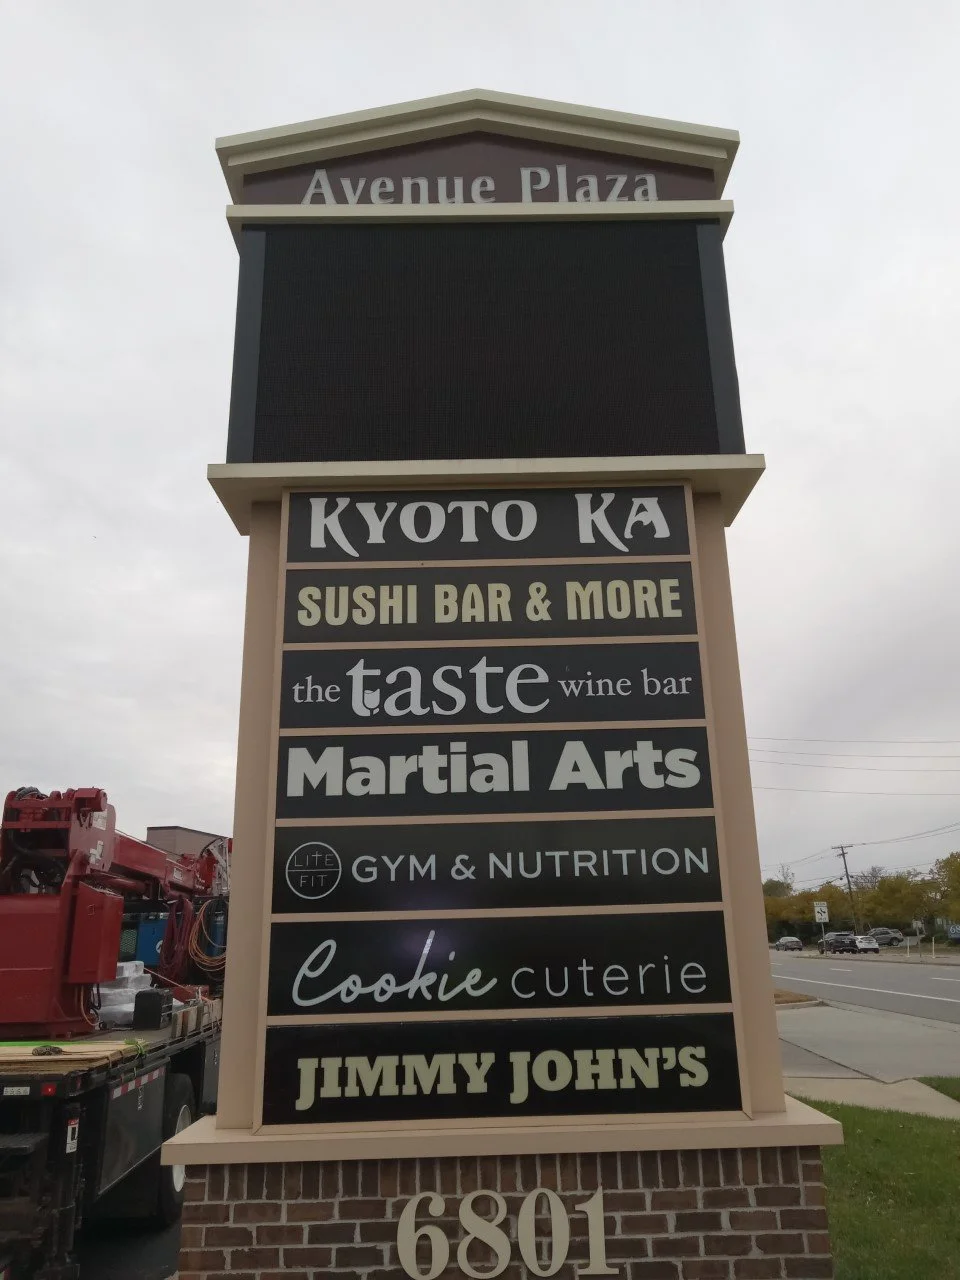 Avenue Plaza
KYOTO KA
SUSHI BAR & MORE
the taste wine bar
Martial Arts
LITE FIT GYM & NUTRITION
Cookie cuterie
JIMMY JOHN'S
6801